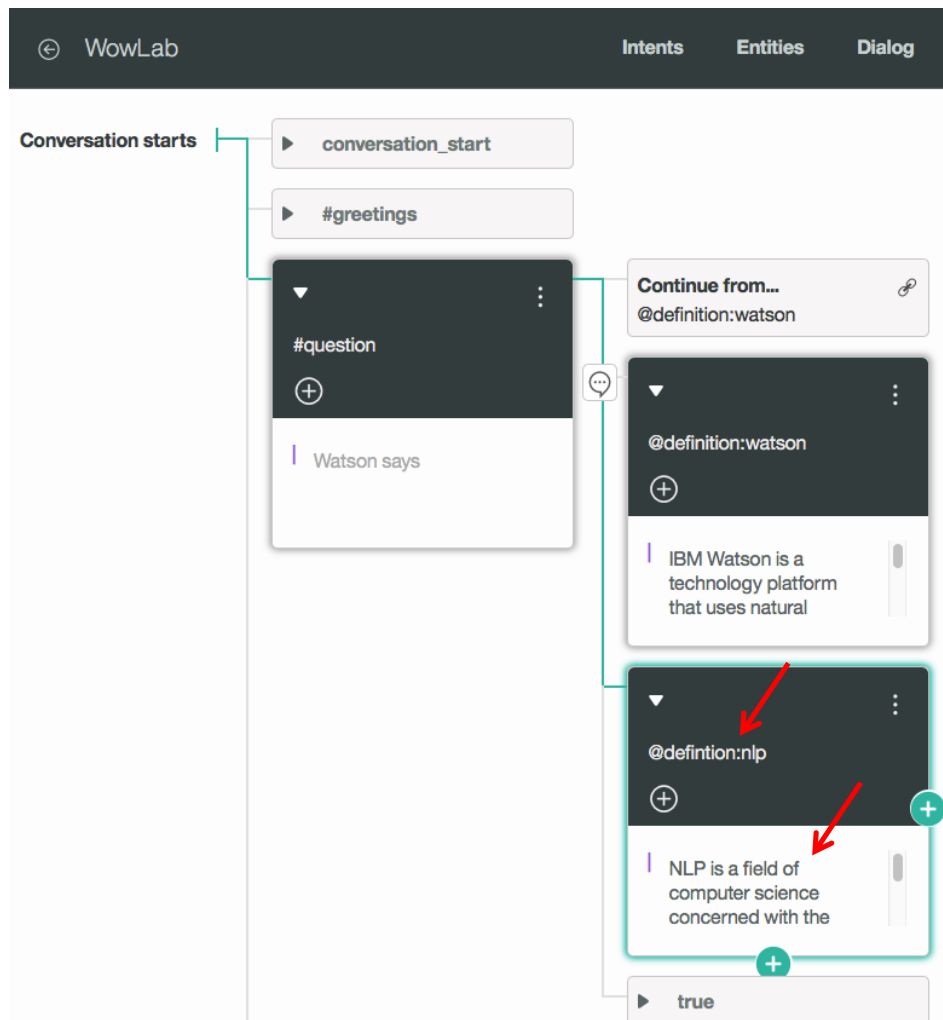 WowLab
Intents
Entities
Dialog
Conversation starts
conversation_start
#greetings
#question
Watson says
Continue from...
@definition:watson
@definition:watson
IBM Watson is a
technology platform
that uses natural
@defintion:nlp
NLP is a field of
computer science
concerned with the
true